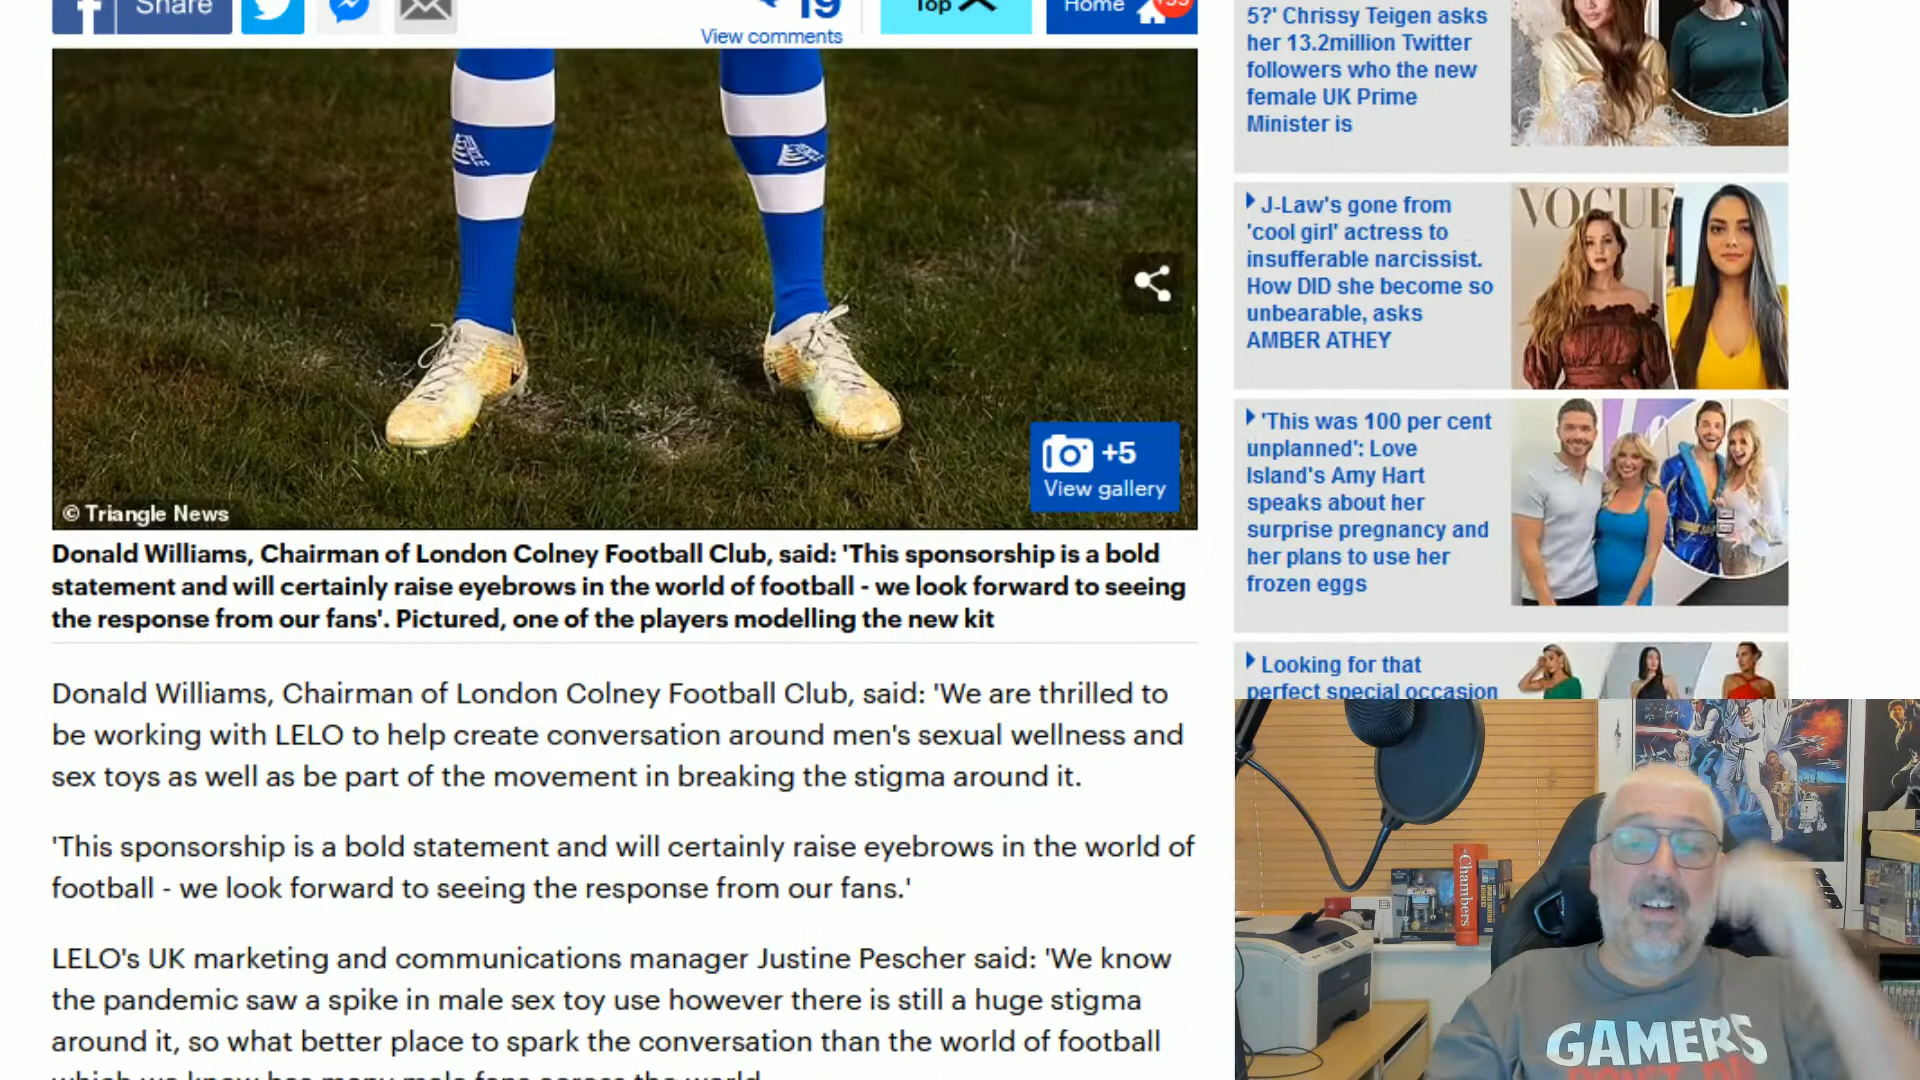 Share
19
View comments
Top
Home
+5
View gallery
© Triangle News
Donald Williams, Chairman of London Colney Football Club, said: 'This sponsorship is a bold
statement and will certainly raise eyebrows in the world of football - we look forward to seeing
the response from our fans'. Pictured, one of the players modelling the new kit
Donald Williams, Chairman of London Colney Football Club, said: 'We are thrilled to
be working with LELO to help create conversation around men's sexual wellness and
sex toys as well as be part of the movement in breaking the stigma around it.
'This sponsorship is a bold statement and will certainly raise eyebrows in the world of
football - we look forward to seeing the response from our fans.'
LELO's UK marketing and communications manager Justine Pescher said: 'We know
the pandemic saw a spike in male sex toy use however there is still a huge stigma
around it, so what better place to spark the conversation than the world of football
which we know has many male fans across the world
5?' Chrissy Teigen asks
her 13.2million Twitter
followers who the new
female UK Prime
Minister is
J-Law's gone from
'cool girl' actress to
insufferable narcissist.
How DID she become so
unbearable, asks
AMBER ATHEY
VOGUE
'This was 100 per cent
unplanned': Love
Island's Amy Hart
speaks about her
surprise pregnancy and
her plans to use her
frozen eggs
Looking for that
perfect special occasion
Chambers
GAMERS
DON'T DIE